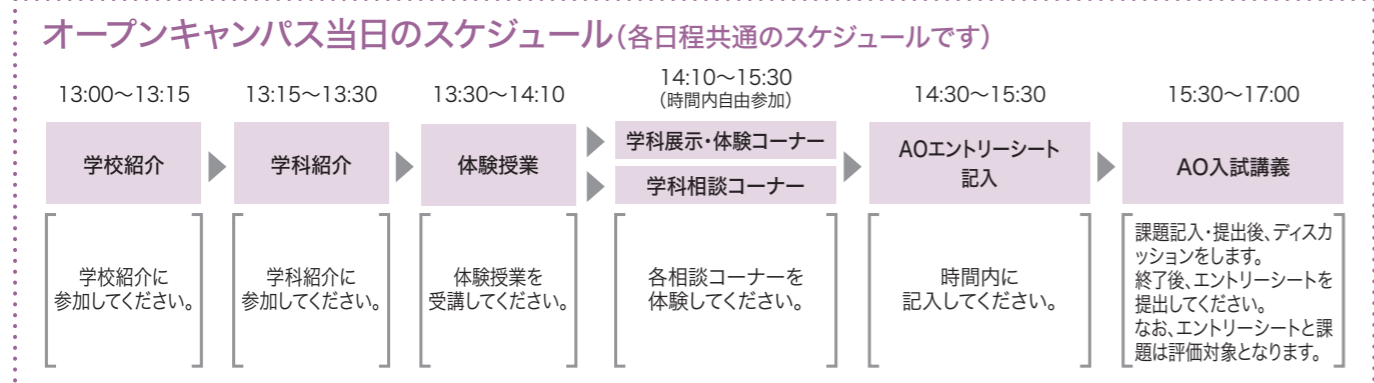 オープンキャンパス当日のスケジュール(各日程共通のスケジュールです)
13:00〜13:15
学校紹介
学校紹介に
参加してください。
13:15〜13:30
学科紹介
学科紹介に
参加してください。
13:30〜14:10
体験授業
体験授業を
受講してください。
14:10〜15:30
(時間内自由参加)
学科展示・体験コーナー
学科相談コーナー
各相談コーナーを
体験してください。
14:30〜15:30
AOエントリーシート
記入
時間内に
記入してください。
15:30〜17:00
AO入試講義
課題記入・提出後、ディスカ
ッションをします。
終了後、エントリーシートを
提出してください。
なお、エントリーシートと課
題は評価対象となります。